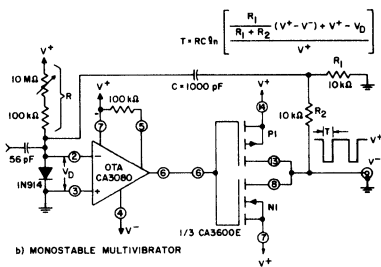 T = RC ℓn [ R1 / (R1 + R2) (V+ − V−) + V+ − VD / V+ ]
V+
10 MΩ
R
100 kΩ
C = 1000 pF
R1
10 kΩ
V+
100 kΩ
V+
14
R2
10 kΩ
T
V+
V−
7
5
P1
56 pF
2
−
VD
OTA
CA3080
6
6
13
8
1N914
3
+
4
V−
N1
1/3 CA3600E
7
V+
b) MONOSTABLE MULTIVIBRATOR